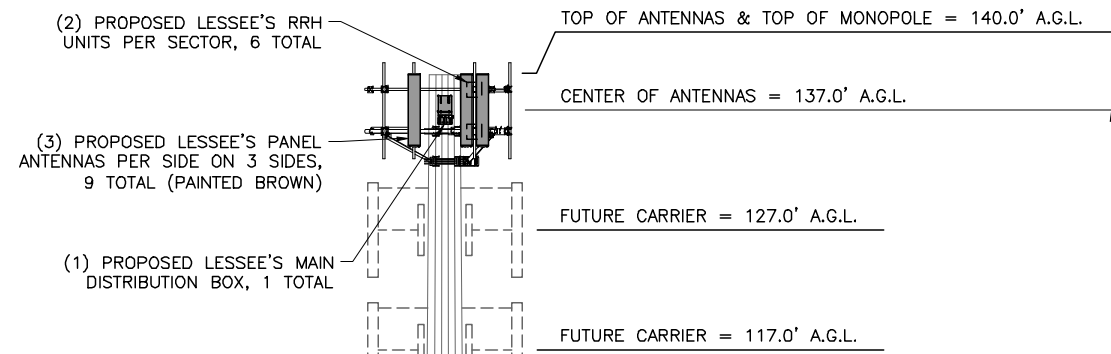 (2) PROPOSED LESSEE'S RRH
UNITS PER SECTOR, 6 TOTAL
TOP OF ANTENNAS & TOP OF MONOPOLE = 140.0' A.G.L.
CENTER OF ANTENNAS = 137.0' A.G.L.
(3) PROPOSED LESSEE'S PANEL
ANTENNAS PER SIDE ON 3 SIDES,
9 TOTAL (PAINTED BROWN)
FUTURE CARRIER = 127.0' A.G.L.
(1) PROPOSED LESSEE'S MAIN
DISTRIBUTION BOX, 1 TOTAL
FUTURE CARRIER = 117.0' A.G.L.